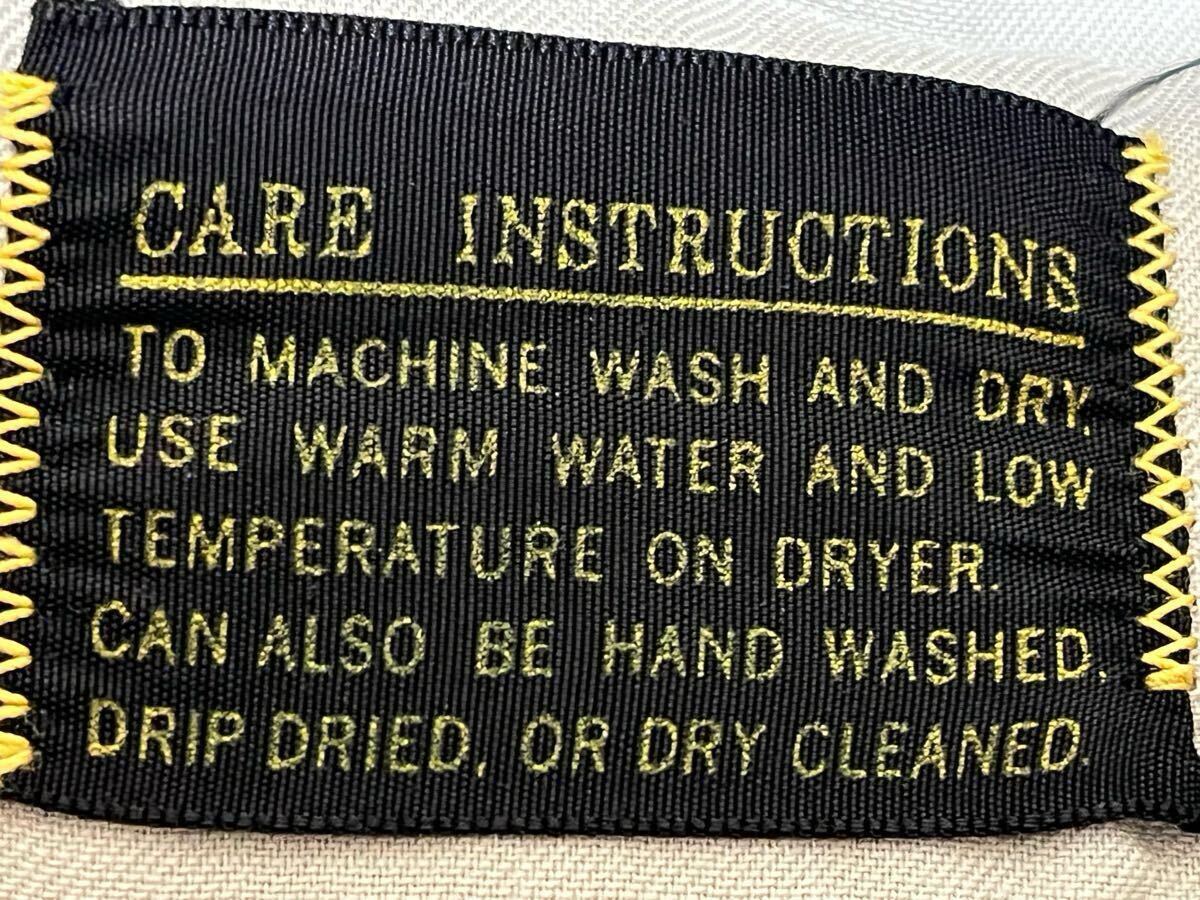 CARE INSTRUCTIONS
TO MACHINE WASH AND DRY,
USE WARM WATER AND LOW
TEMPERATURE ON DRYER.
CAN ALSO BE HAND WASHED.
DRIP DRIED, OR DRY CLEANED.